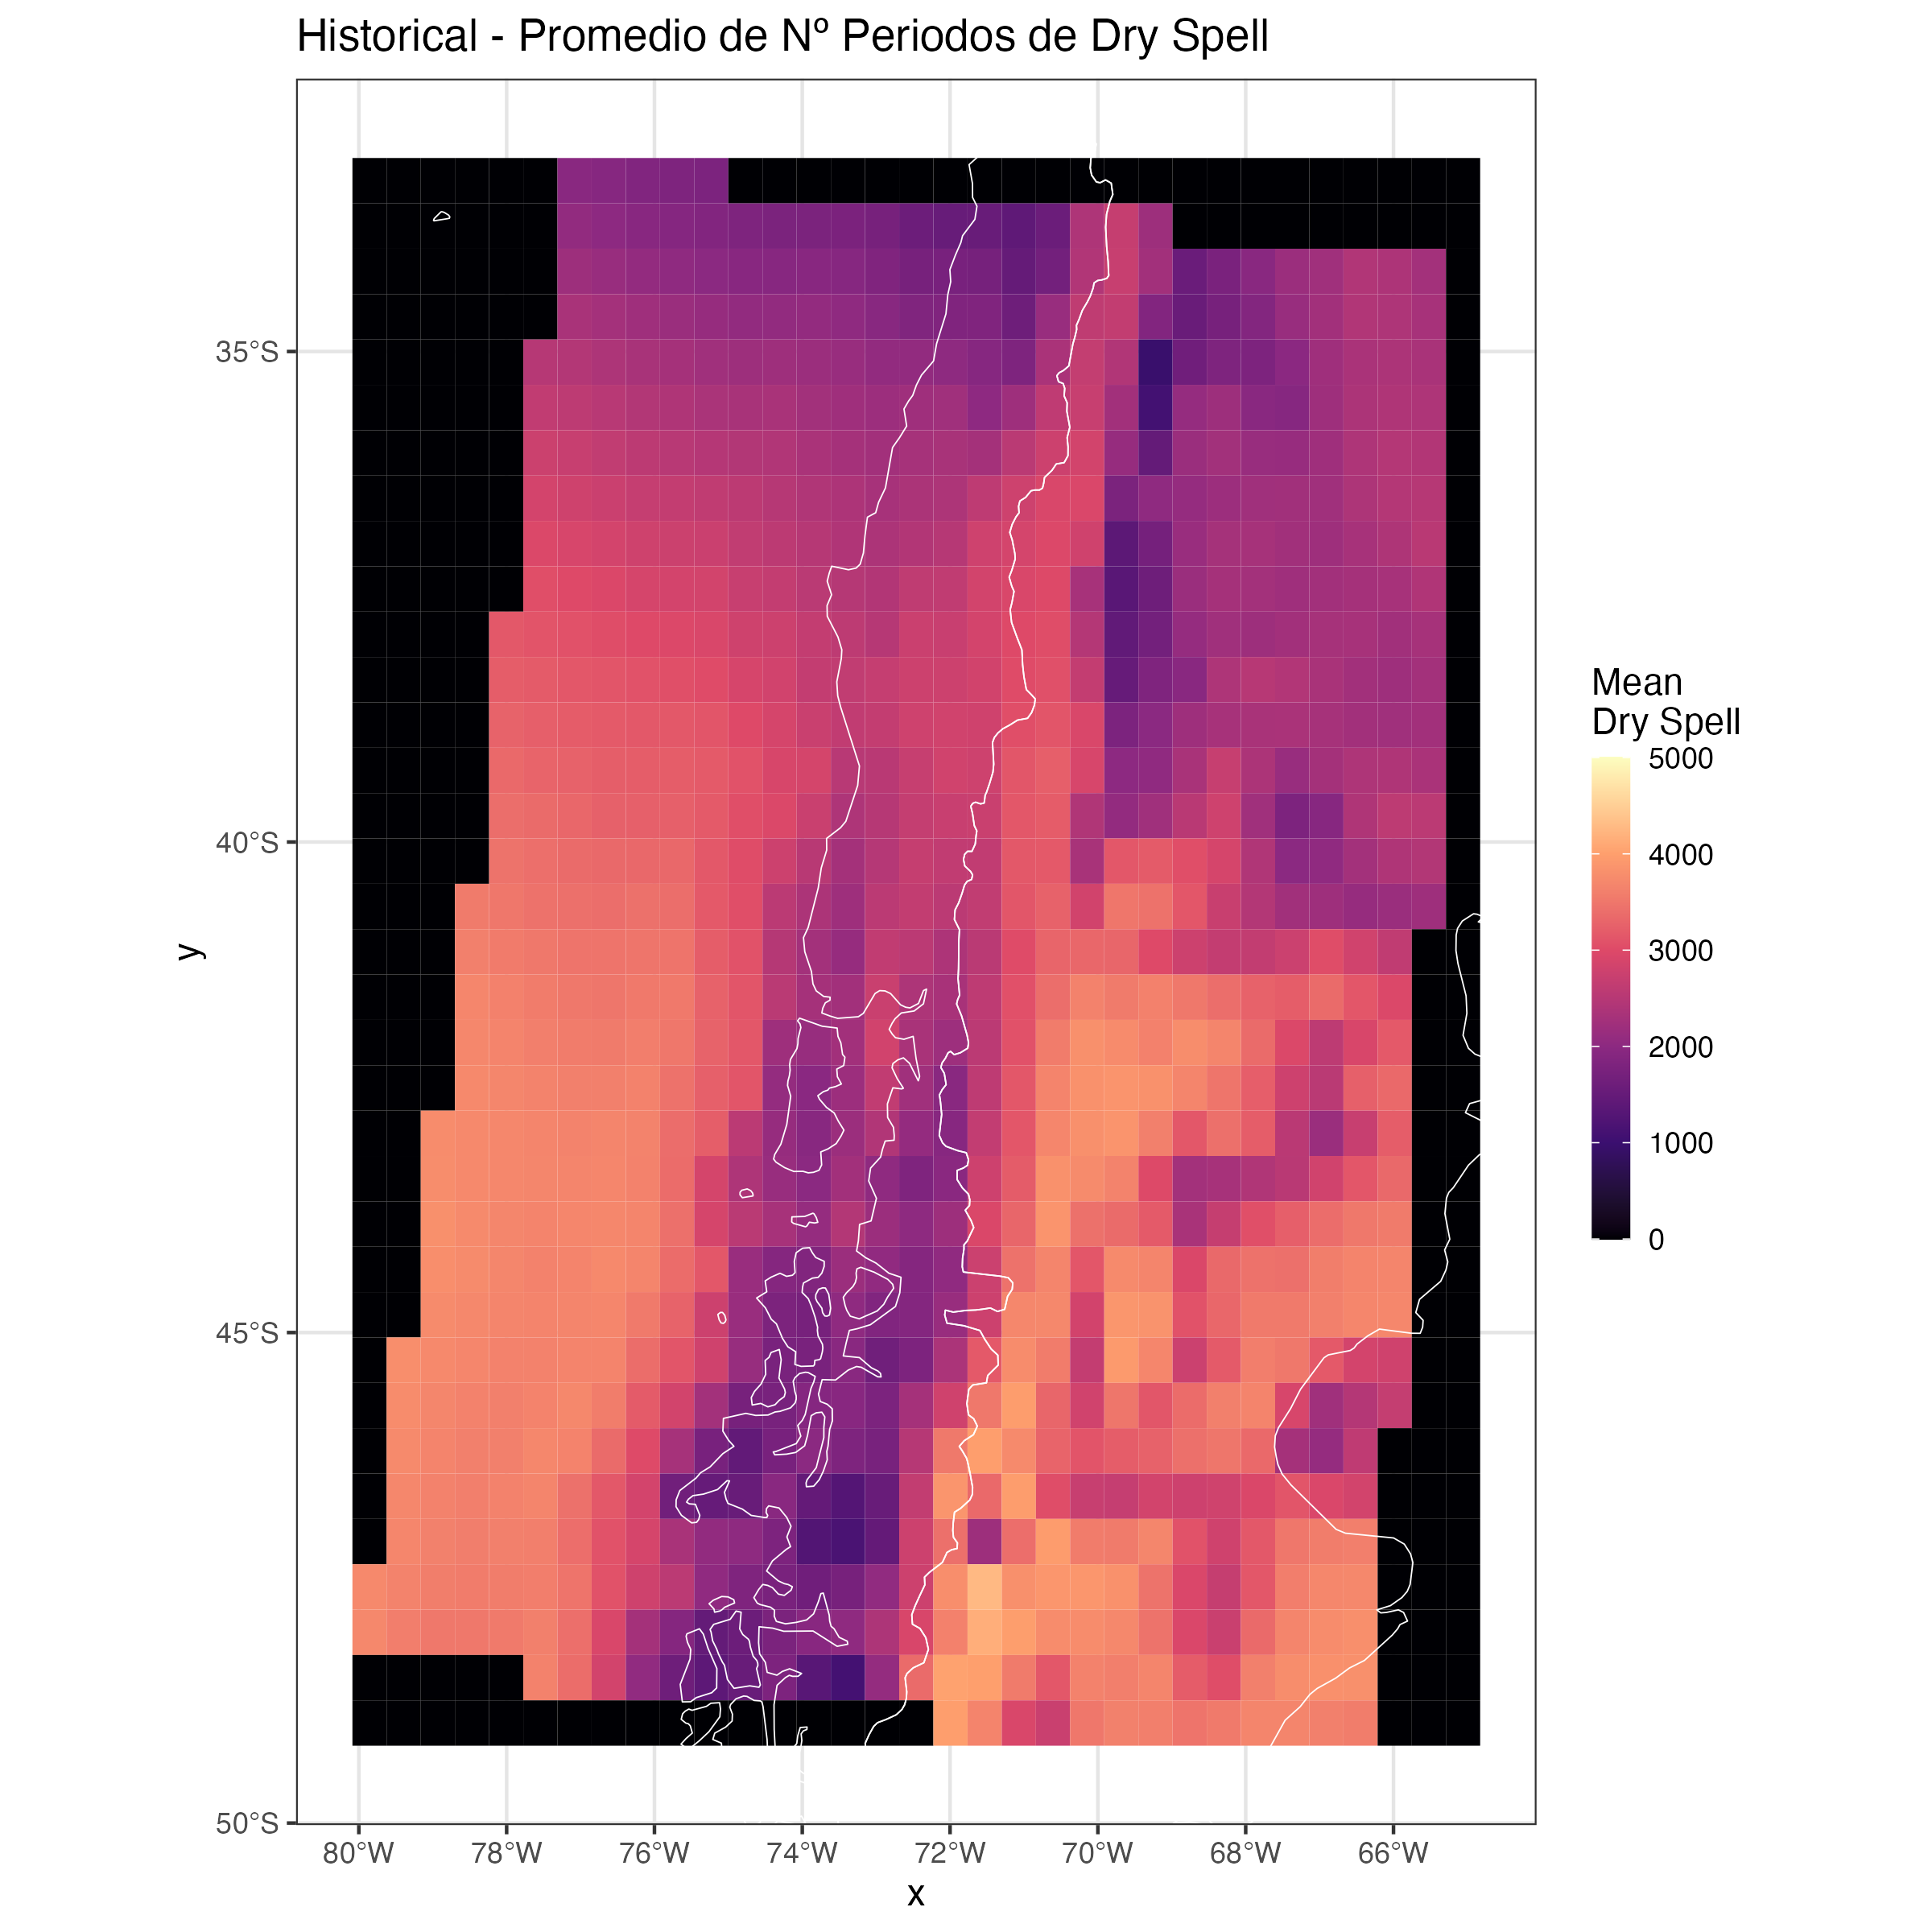 Historical - Promedio de Nº Periodos de Dry Spell
35°S
40°S
45°S
50°S
y
80°W 78°W 76°W 74°W 72°W 70°W 68°W 66°W
x
Mean
Dry Spell
5000
4000
3000
2000
1000
0